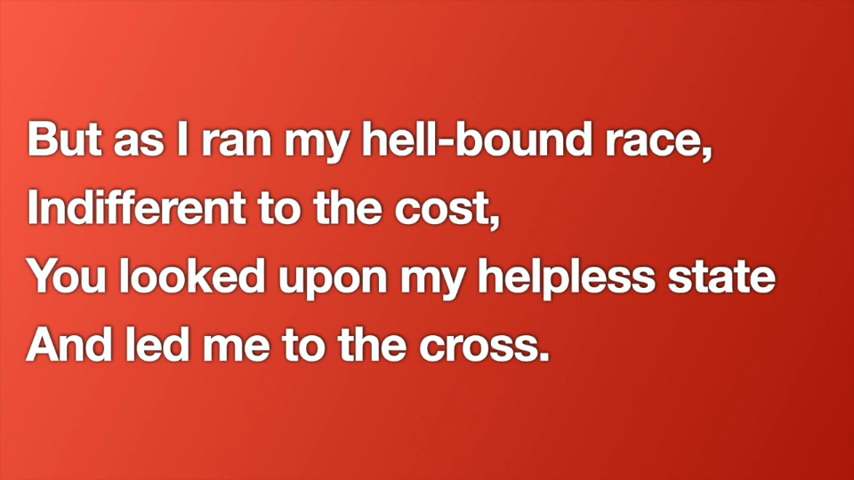 But as I ran my hell-bound race,
Indifferent to the cost,
You looked upon my helpless state
And led me to the cross.